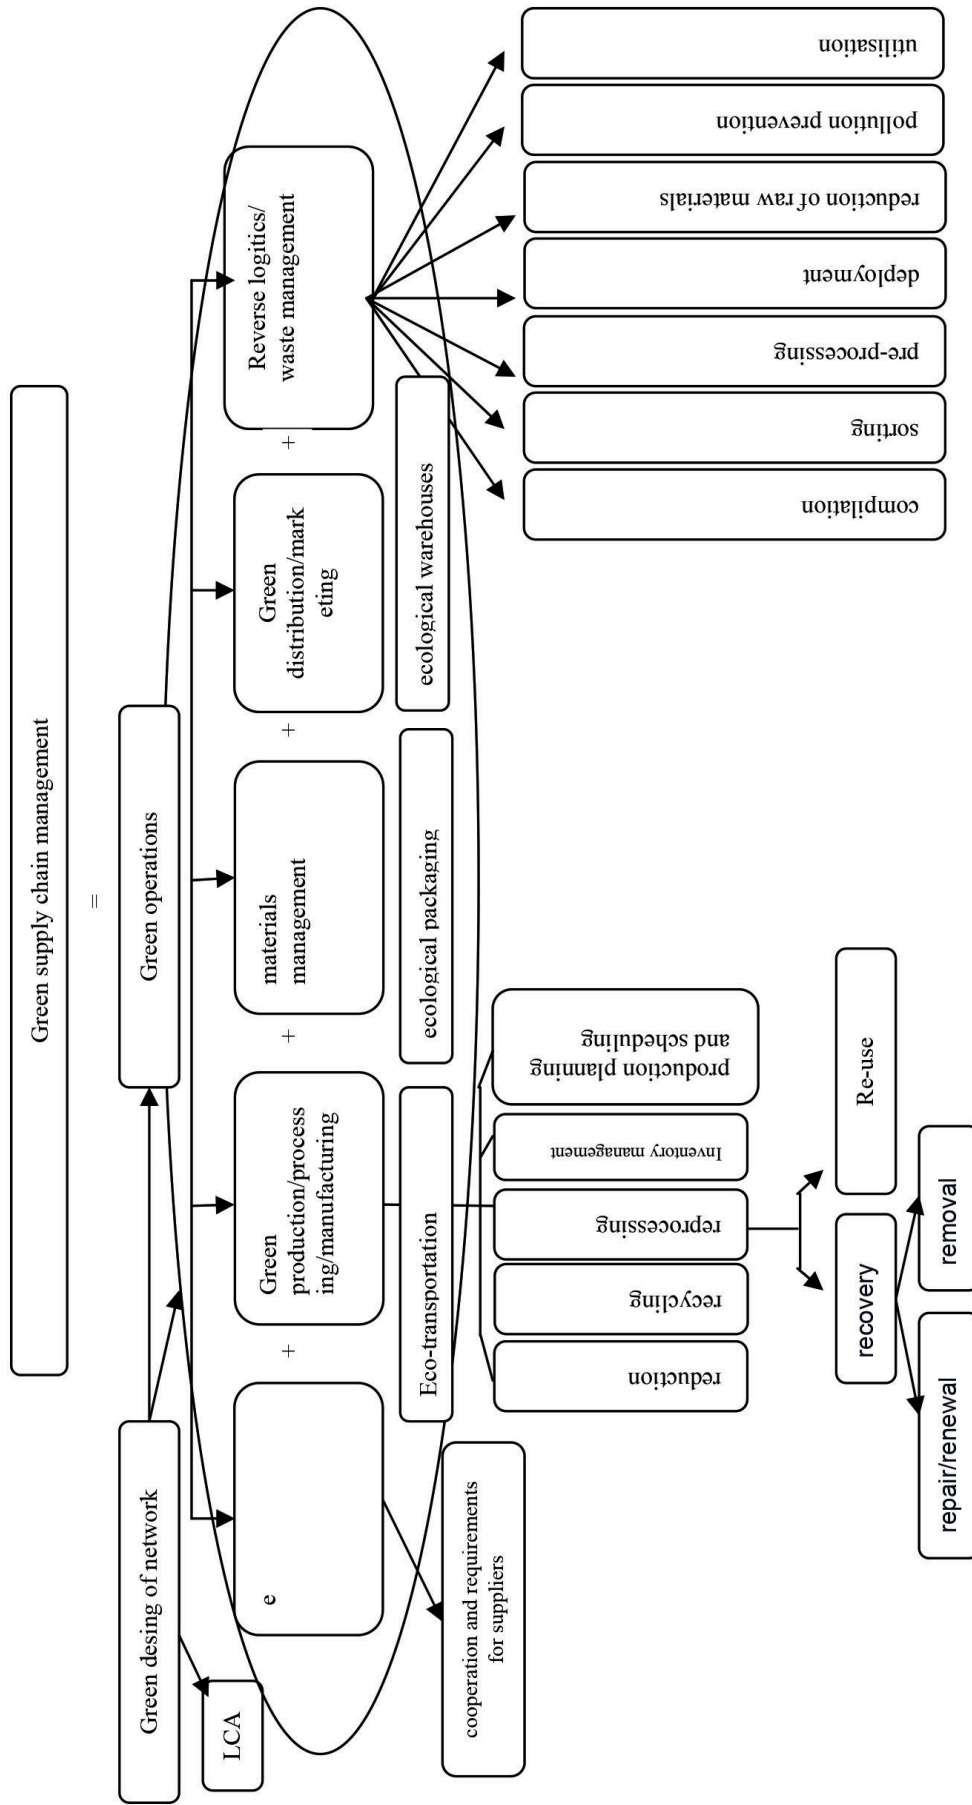 Green supply chain management
=
Green desing of network
Green operations
LCA
e
+
Green
production/process
ing/manufacturing
+
materials
management
+
Green
distribution/mark
eting
+
Reverse logitics/
waste management
Eco-transportation
ecological packaging
ecological warehouses
cooperation and requirements
for suppliers
reduction
recycling
reprocessing
Inventory management
production planning
and scheduling
compilation
sorting
pre-processing
deployment
reduction of raw materials
pollution prevention
utilisation
recovery
Re-use
repair/renewal
removal